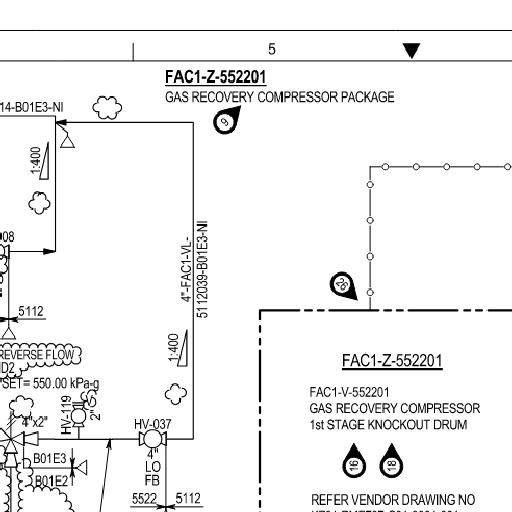 5
FAC1-Z-552201
GAS RECOVERY COMPRESSOR PACKAGE
14-B01E3-NI
9
1:400
4"-FAC1-VL-
5112039-B01E3-NI
5112
REVERSE FLOW
SET= 550.00 kPa-g
1:400
28
FAC1-Z-552201
FAC1-V-552201
GAS RECOVERY COMPRESSOR
1st STAGE KNOCKOUT DRUM
16
18
REFER VENDOR DRAWING NO
4"x2"
HV-119
2"
HV-037
4"
LO
FB
B01E3
B01E2
5522
5112